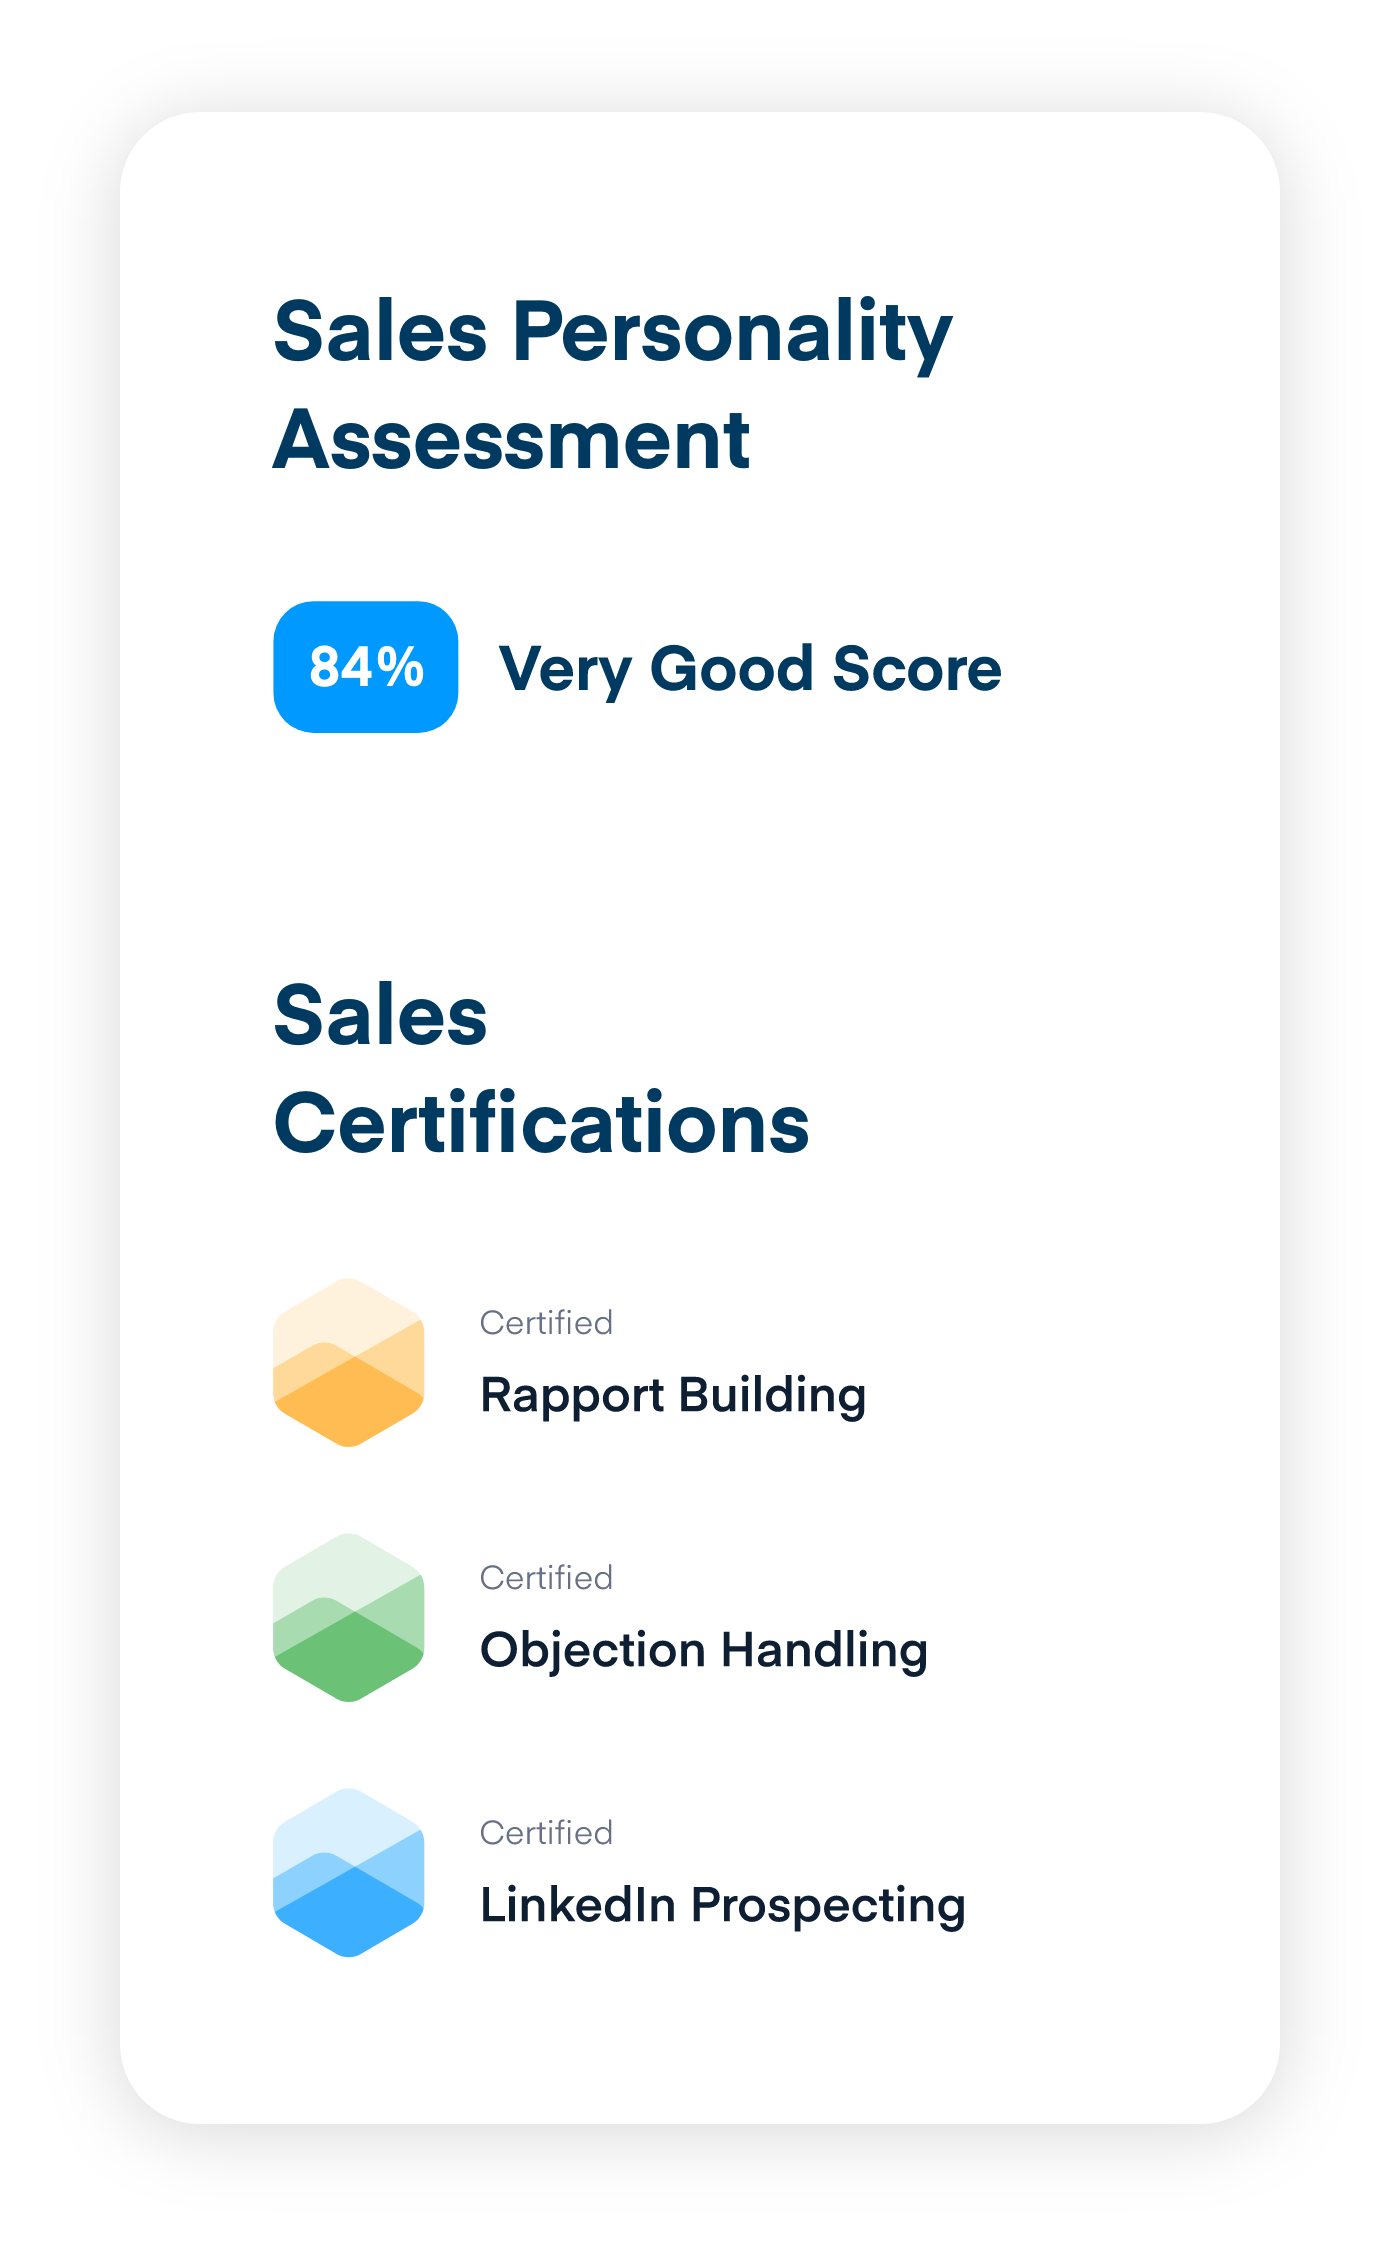 Sales Personality
Assessment
84% Very Good Score
Sales
Certifications
Certified
Rapport Building
Certified
Objection Handling
Certified
LinkedIn Prospecting